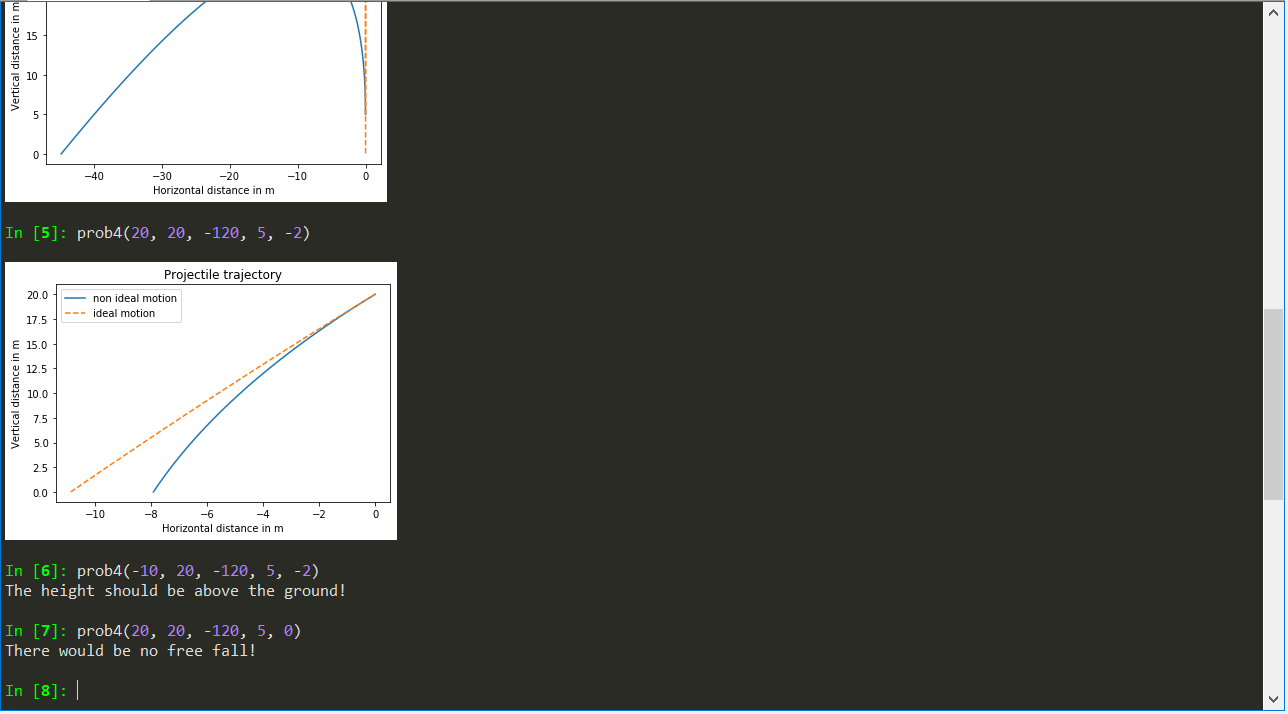 Vertical distance in m
15
10
5
0
−40 −30 −20 −10 0
Horizontal distance in m
In [5]: prob4(20, 20, -120, 5, -2)
Projectile trajectory
non ideal motion
ideal motion
Vertical distance in m
20.0
17.5
15.0
12.5
10.0
7.5
5.0
2.5
0.0
−10 −8 −6 −4 −2 0
Horizontal distance in m
In [6]: prob4(-10, 20, -120, 5, -2)
The height should be above the ground!
In [7]: prob4(20, 20, -120, 5, 0)
There would be no free fall!
In [8]: